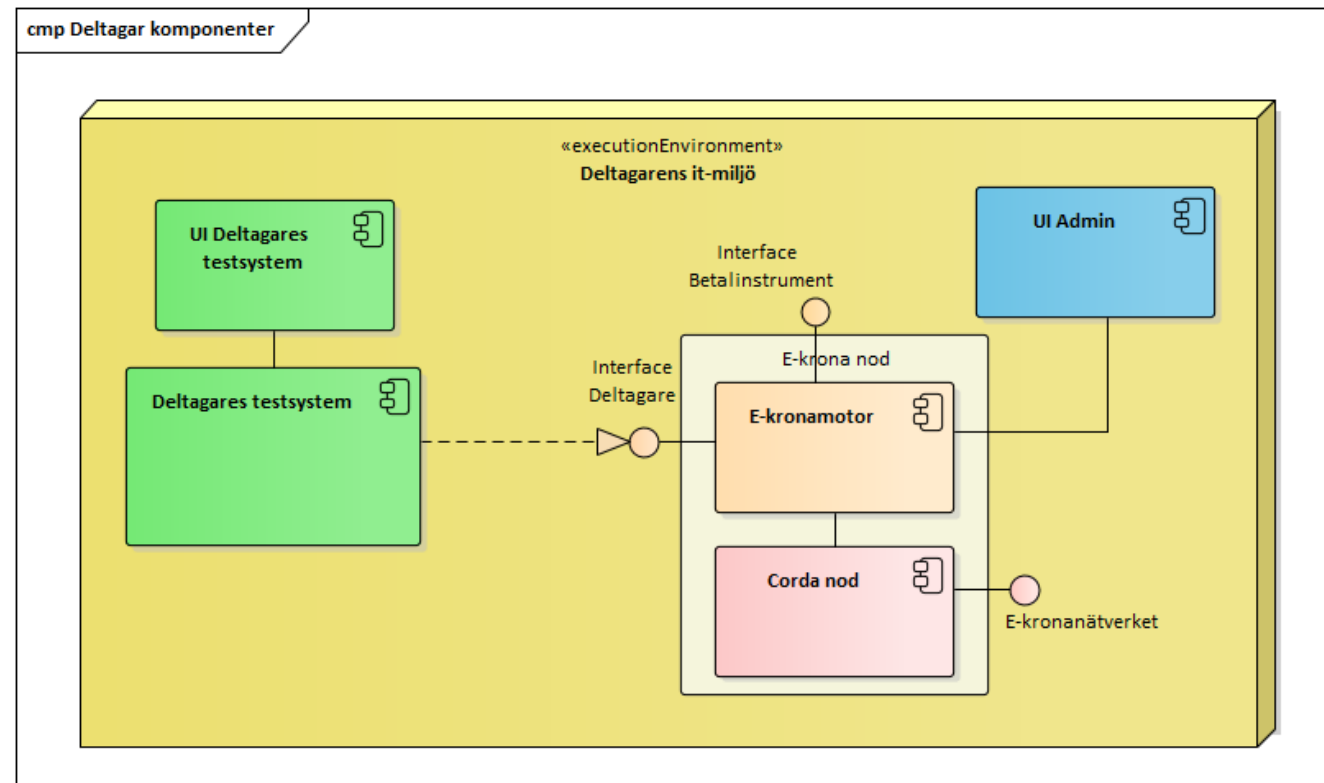 cmp Deltagar komponenter
«executionEnvironment»
Deltagarens it-miljö
UI Deltagares
testsystem
UI Admin
Interface
Betalinstrument
E-krona nod
Interface
Deltagare
Deltagares testsystem
E-kronamotor
Corda nod
E-kronanätverket